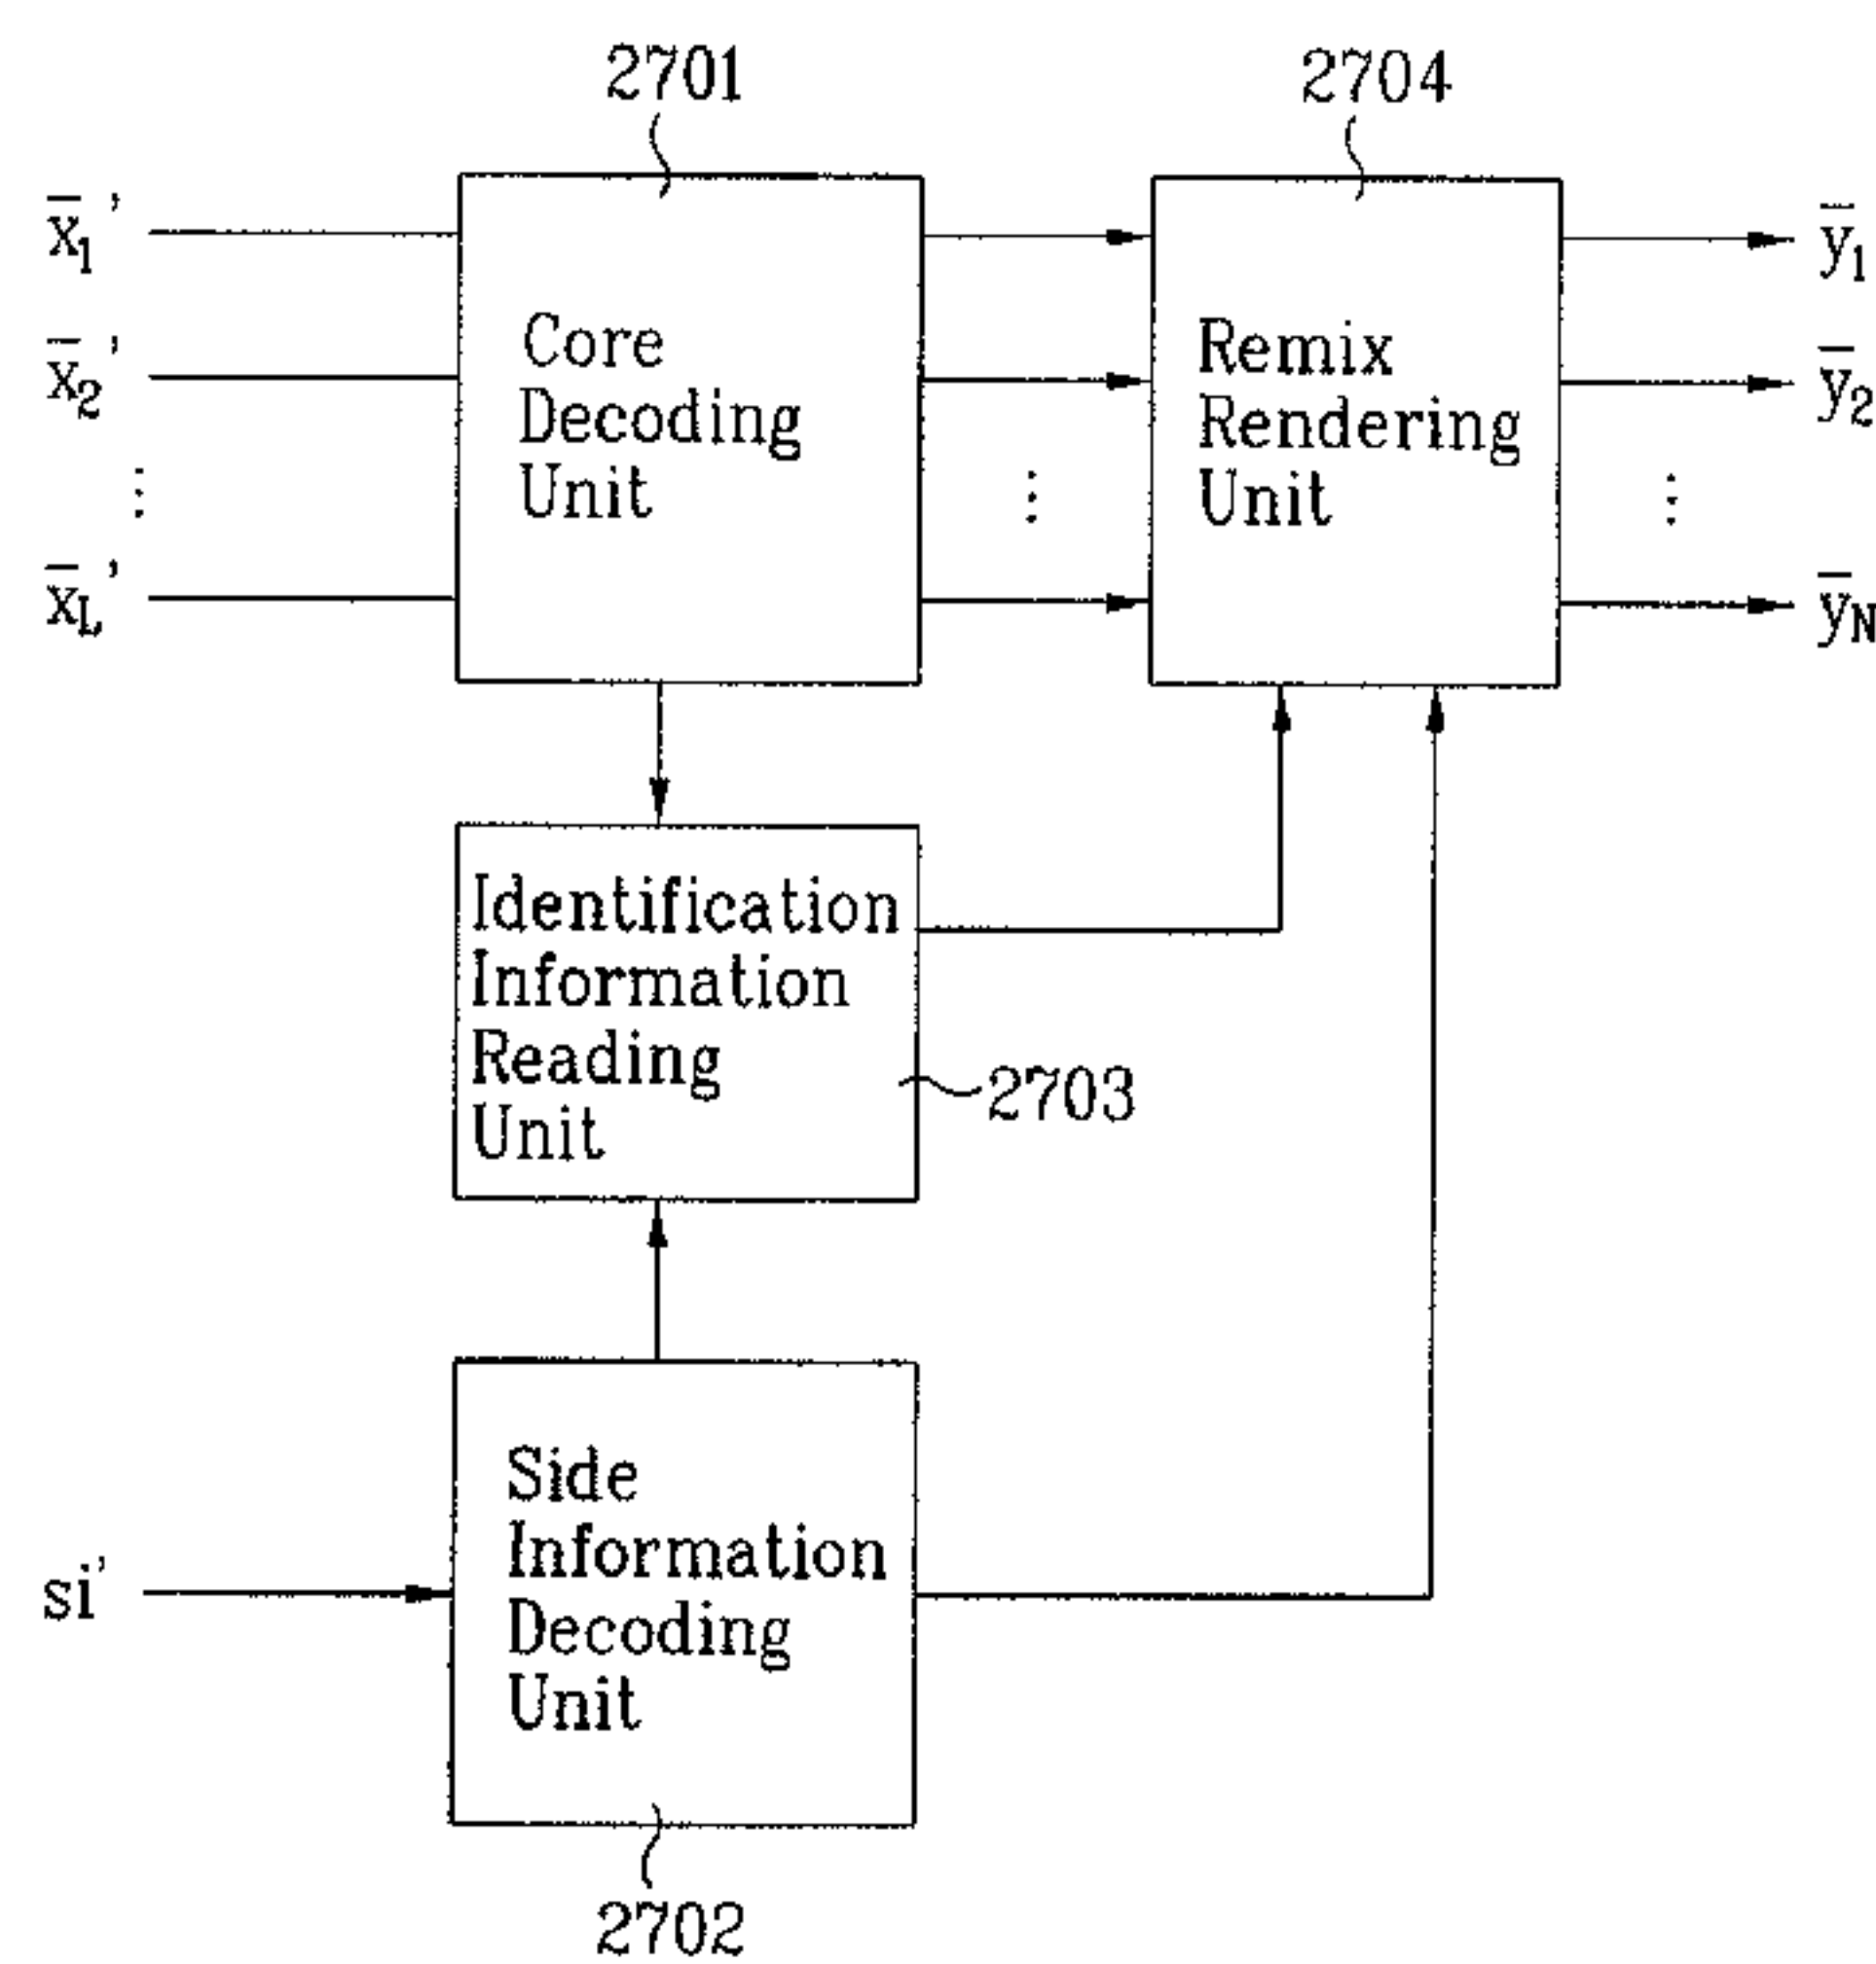 2701
2704
x̄1'
x̄2'
⋮
x̄L'
Core
Decoding
Unit
⋮
Remix
Rendering
Unit
ȳ1
ȳ2
⋮
ȳN
Identification
Information
Reading
Unit
2703
si'
Side
Information
Decoding
Unit
2702